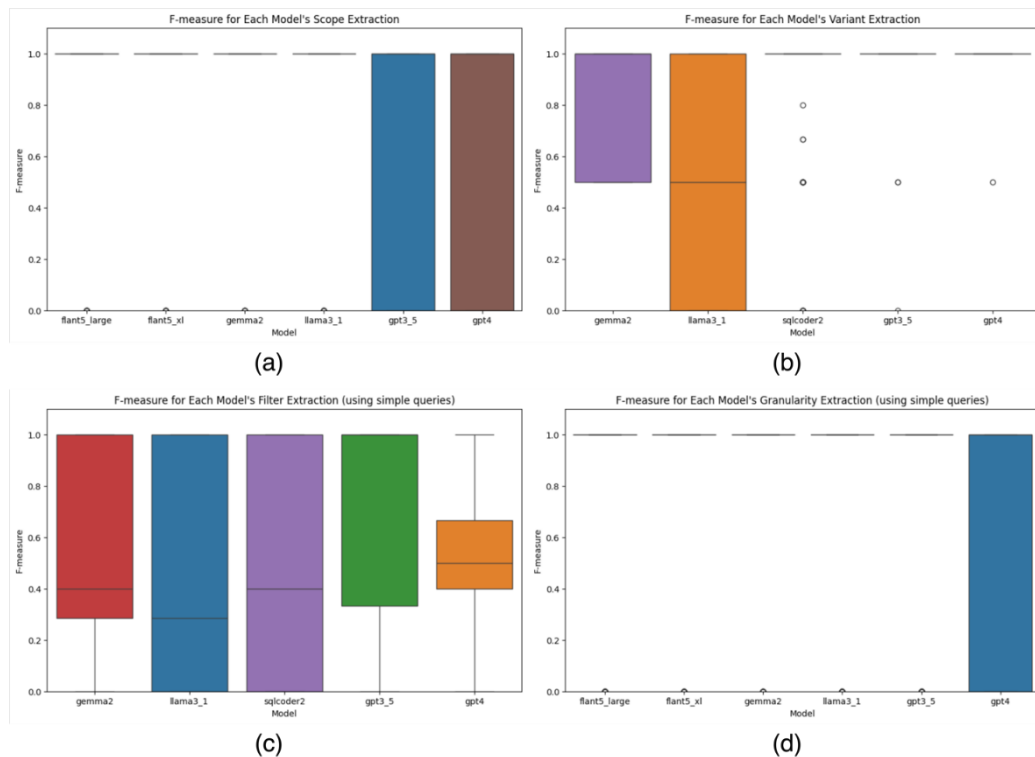 F-measure for Each Model's Scope Extraction
1.0
0.8
0.6
0.4
0.2
0.0
F-measure
flant5_large flant5_xl gemma2 llama3_1 gpt3_5 gpt4
Model
(a)
F-measure for Each Model's Variant Extraction
1.0
0.8
0.6
0.4
0.2
0.0
F-measure
gemma2 llama3_1 sqlcoder2 gpt3_5 gpt4
Model
(b)
F-measure for Each Model's Filter Extraction (using simple queries)
1.0
0.8
0.6
0.4
0.2
0.0
F-measure
gemma2 llama3_1 sqlcoder2 gpt3_5 gpt4
Model
(c)
F-measure for Each Model's Granularity Extraction (using simple queries)
1.0
0.8
0.6
0.4
0.2
0.0
F-measure
flant5_large flant5_xl gemma2 llama3_1 gpt3_5 gpt4
Model
(d)